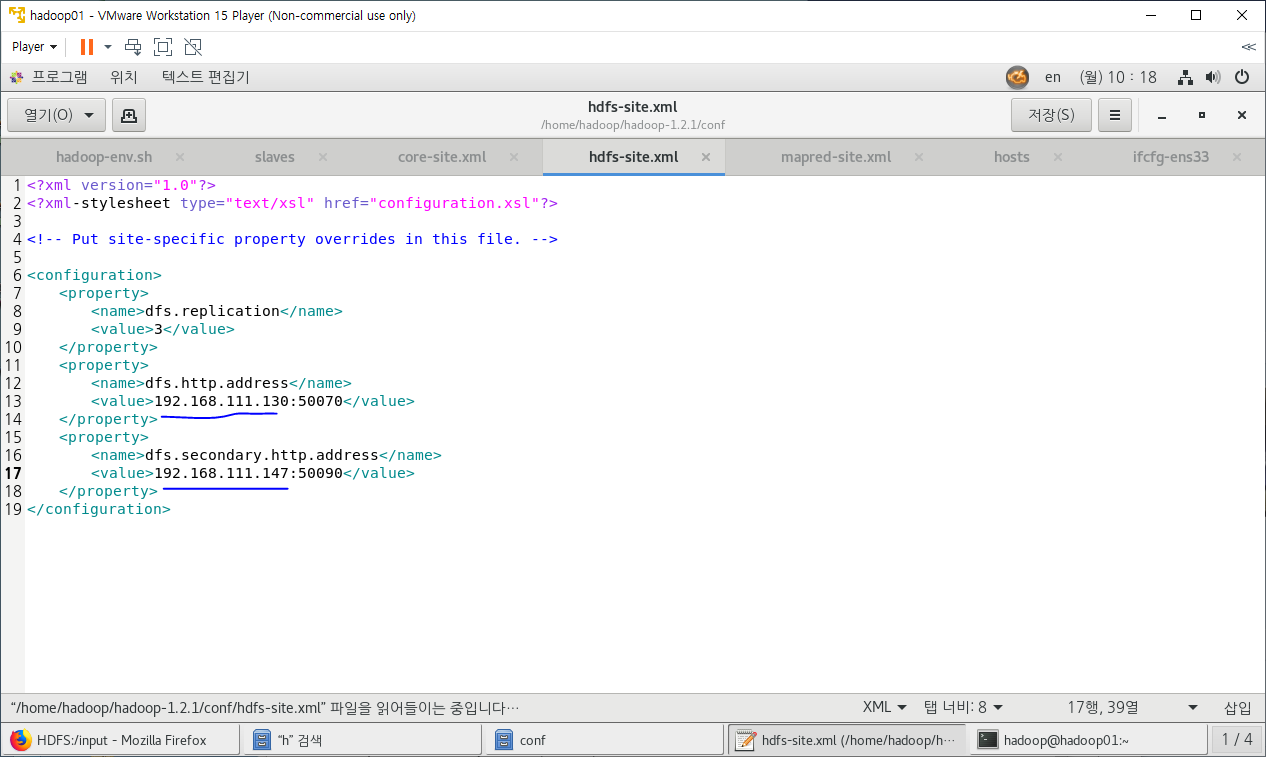 hadoop01 - VMware Workstation 15 Player (Non-commercial use only)
Player
프로그램 위치 텍스트 편집기 en (월) 10 : 18
열기(O) hdfs-site.xml 저장(S)
/home/hadoop/hadoop-1.2.1/conf
hadoop-env.sh slaves core-site.xml hdfs-site.xml mapred-site.xml hosts ifcfg-ens33
1 <?xml version="1.0"?>
2 <?xml-stylesheet type="text/xsl" href="configuration.xsl"?>
3
4 <!-- Put site-specific property overrides in this file. -->
5
6 <configuration>
7 <property>
8 <name>dfs.replication</name>
9 <value>3</value>
10 </property>
11 <property>
12 <name>dfs.http.address</name>
13 <value>192.168.111.130:50070</value>
14 </property>
15 <property>
16 <name>dfs.secondary.http.address</name>
17 <value>192.168.111.147:50090</value>
18 </property>
19 </configuration>
“/home/hadoop/hadoop-1.2.1/conf/hdfs-site.xml” 파일을 읽어들이는 중입니다… XML 탭 너비: 8 17행, 39열 삽입
HDFS:/input - Mozilla Firefox “h” 검색 conf hdfs-site.xml (/home/hadoop/h… hadoop@hadoop01:~ 1 / 4